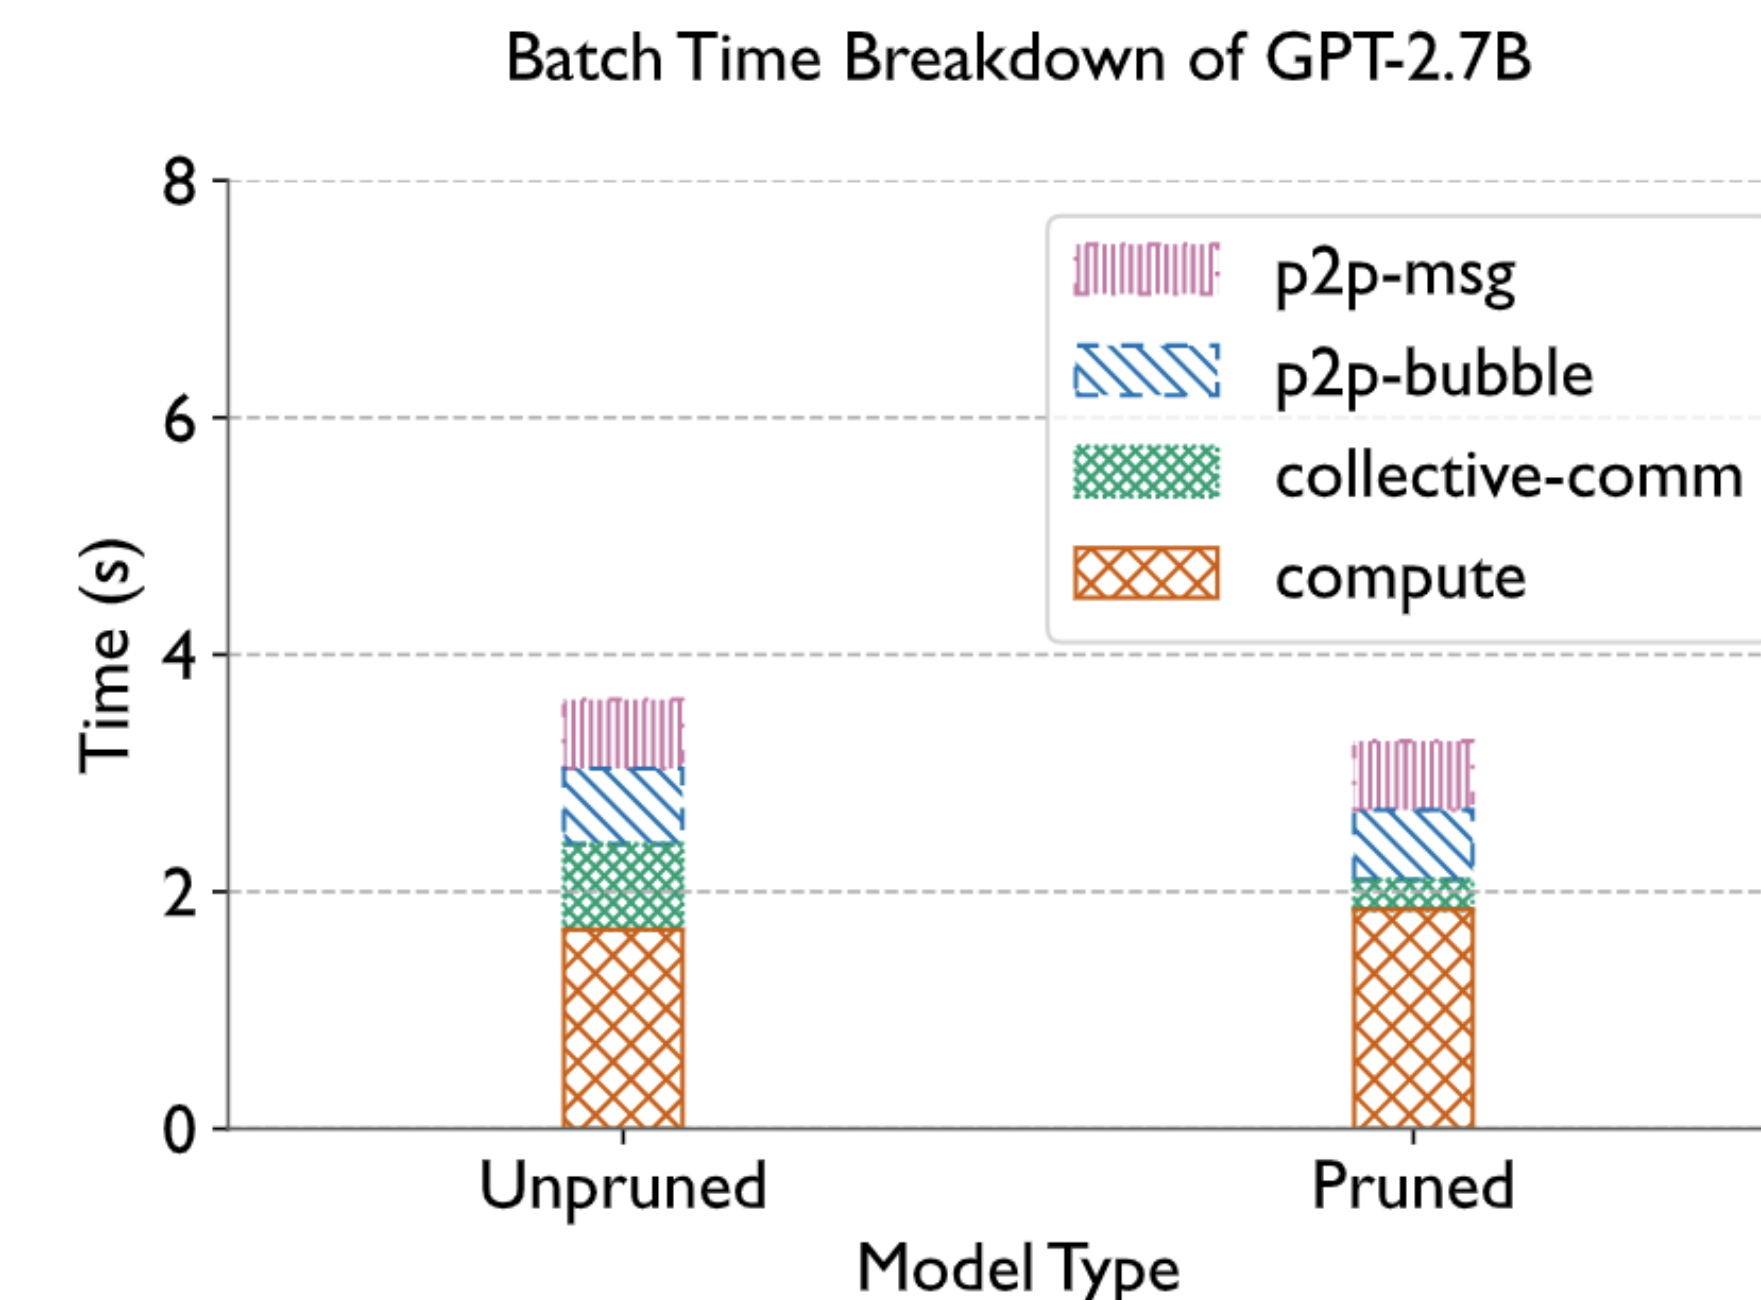 Batch Time Breakdown of GPT-2.7B
8
6
4
2
0
Time (s)
p2p-msg
p2p-bubble
collective-comm
compute
Unpruned
Pruned
Model Type